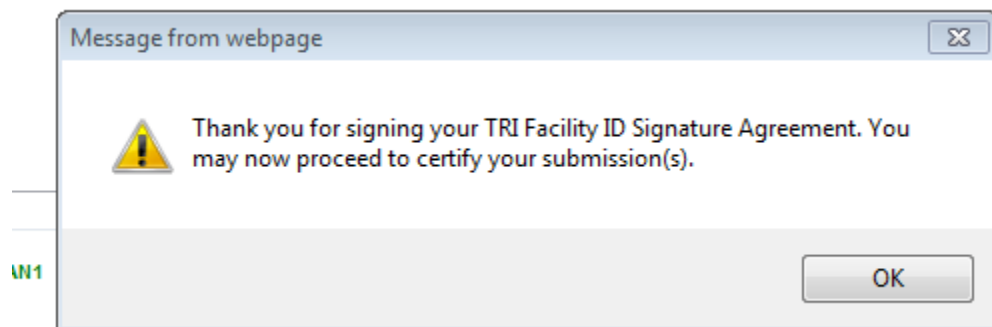 Message from webpage
Thank you for signing your TRI Facility ID Signature Agreement. You
may now proceed to certify your submission(s).
AN1
OK